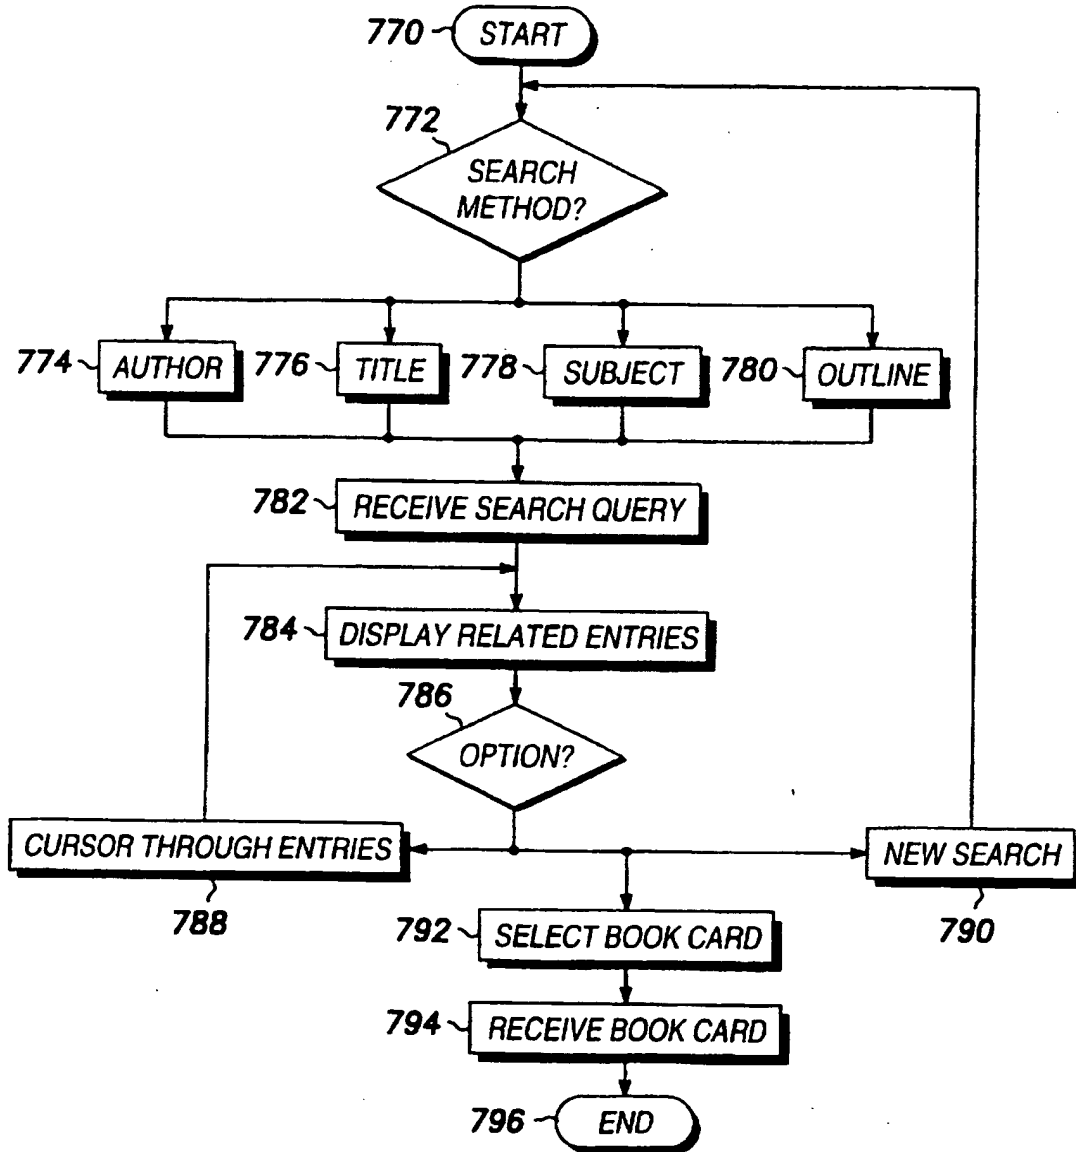 770 START
772
SEARCH
METHOD?
774 AUTHOR 776 TITLE 778 SUBJECT 780 OUTLINE
782 RECEIVE SEARCH QUERY
784 DISPLAY RELATED ENTRIES
786
OPTION?
CURSOR THROUGH ENTRIES NEW SEARCH
788 790
792 SELECT BOOK CARD
794 RECEIVE BOOK CARD
796 END